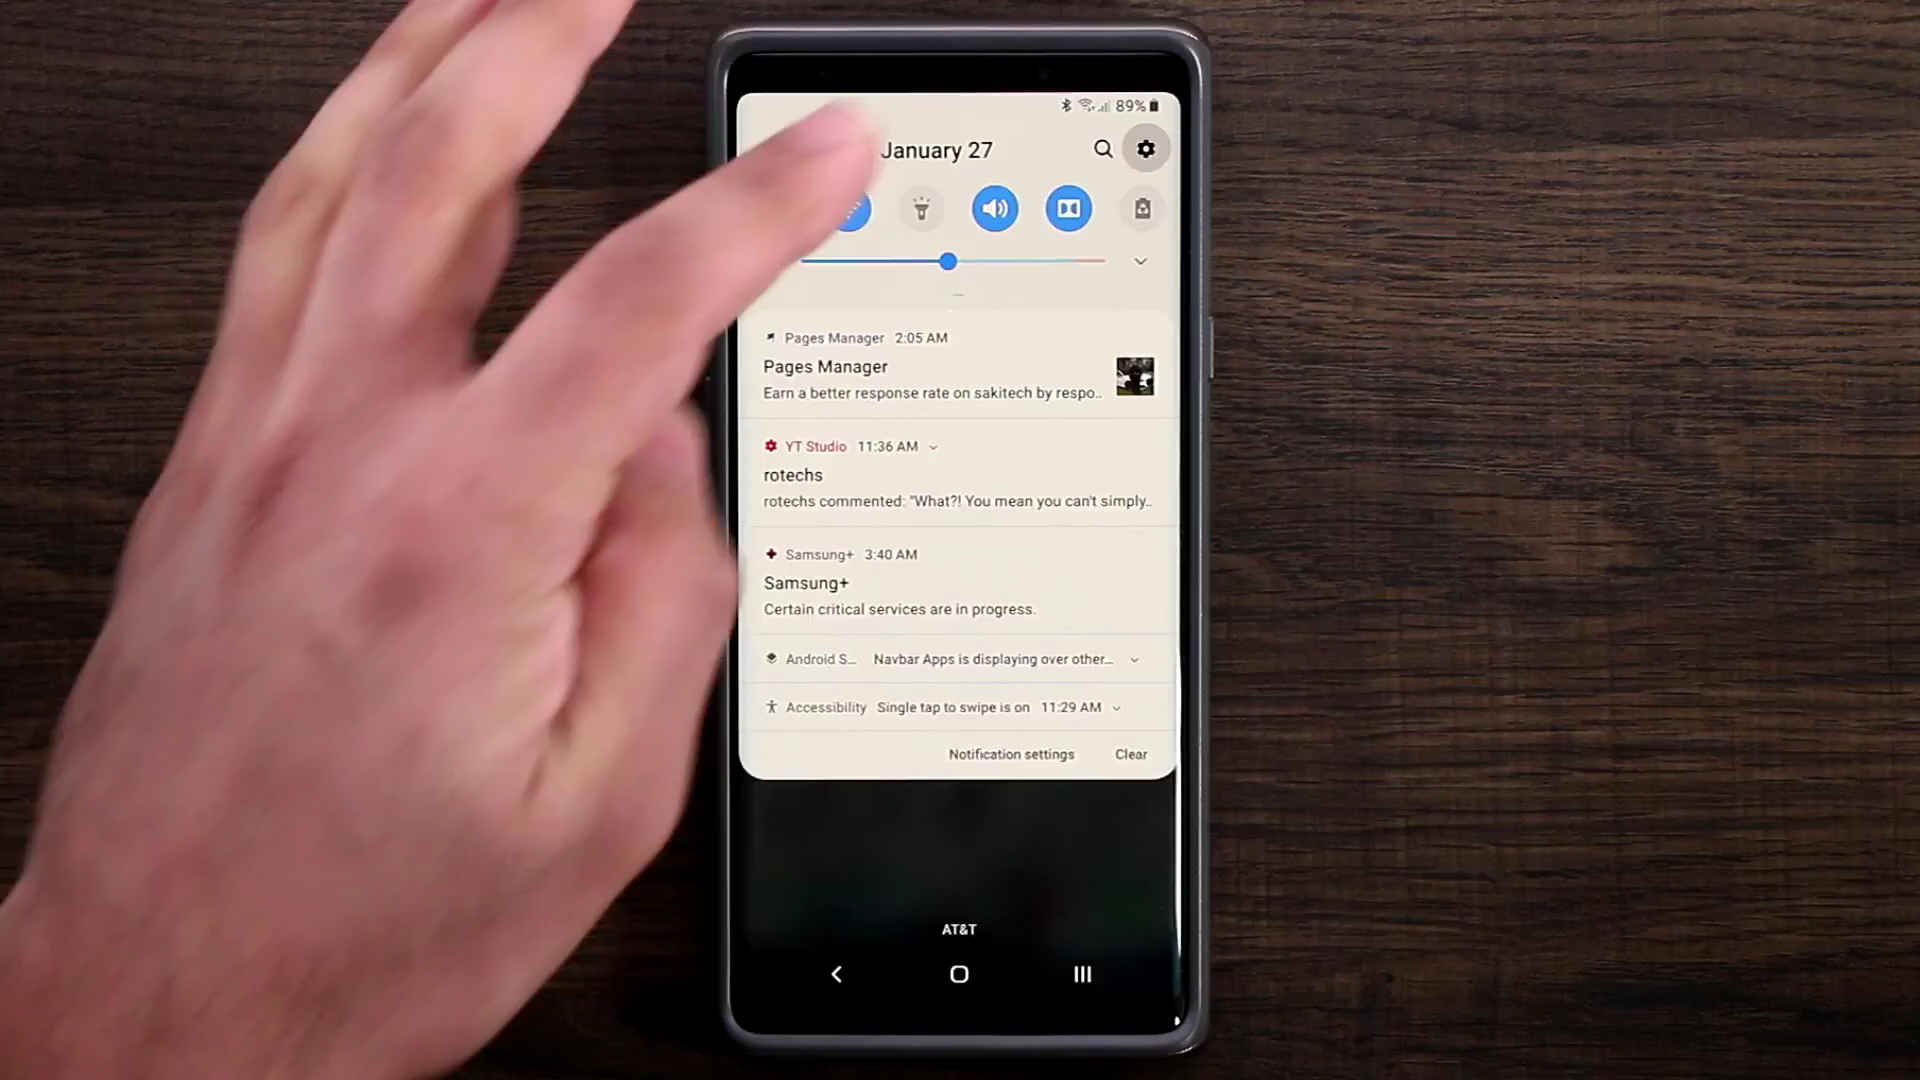 89%
January 27
Pages Manager 2:05 AM
Pages Manager
Earn a better response rate on sakitech by respo..
YT Studio 11:36 AM
rotechs
rotechs commented: "What?! You mean you can't simply..
Samsung+ 3:40 AM
Samsung+
Certain critical services are in progress.
Android S... Navbar Apps is displaying over other...
Accessibility Single tap to swipe is on 11:29 AM
Notification settings Clear
AT&T